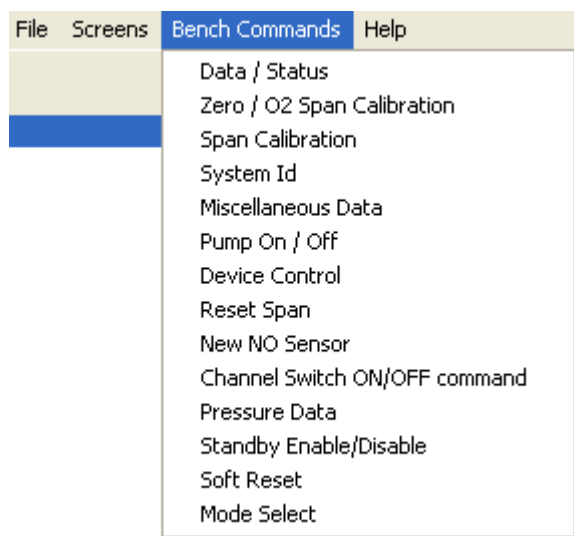 File Screens Bench Commands Help
Data / Status
Zero / O2 Span Calibration
Span Calibration
System Id
Miscellaneous Data
Pump On / Off
Device Control
Reset Span
New NO Sensor
Channel Switch ON/OFF command
Pressure Data
Standby Enable/Disable
Soft Reset
Mode Select